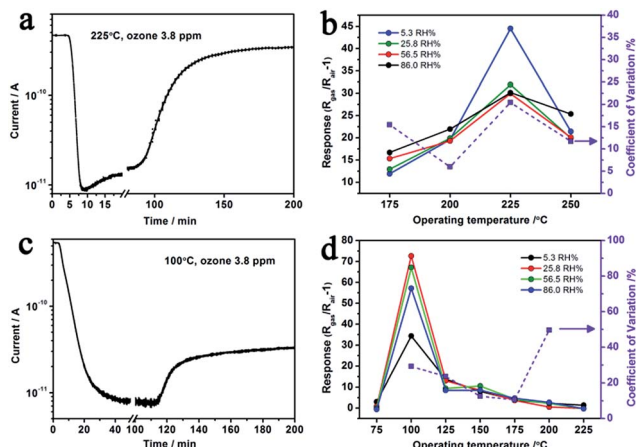 a
225°C, ozone 3.8 ppm
Current / A
10⁻¹⁰
10⁻¹¹
0 5 10 15 100 150 200
Time / min
b
5.3 RH%
25.8 RH%
56.5 RH%
86.0 RH%
Response (Rgas/Rair-1)
45
40
35
30
25
20
15
10
40
35
30
25
20
15
10
5
0
Coefficient of Variation /%
175 200 225 250
Operating temperature /°C
c
100°C, ozone 3.8 ppm
Current / A
10⁻¹⁰
10⁻¹¹
0 20 40 100 120 140 160 180 200
Time / min
d
5.3 RH%
25.8 RH%
56.5 RH%
86.0 RH%
Response (Rgas/Rair-1)
80
70
60
50
40
30
20
10
0
100
80
60
40
20
0
Coefficient of Variation /%
75 100 125 150 175 200 225
Operating temperature /°C